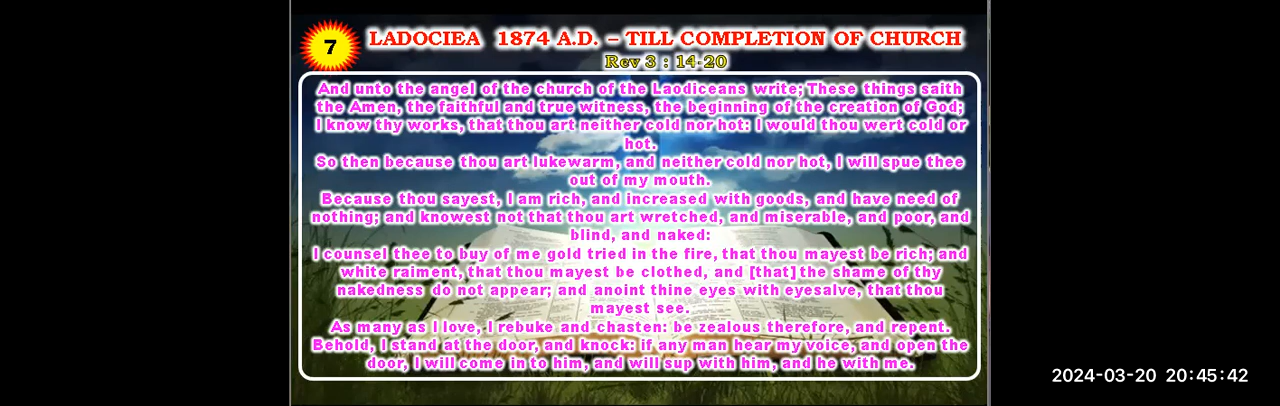 7
LADOCIEA 1874 A.D. – TILL COMPLETION OF CHURCH
Rev 3 : 14-20
And unto the angel of the church of the Laodiceans write; These things saith
the Amen, the faithful and true witness, the beginning of the creation of God;
I know thy works, that thou art neither cold nor hot: I would thou wert cold or
hot.
So then because thou art lukewarm, and neither cold nor hot, I will spue thee
out of my mouth.
Because thou sayest, I am rich, and increased with goods, and have need of
nothing; and knowest not that thou art wretched, and miserable, and poor, and
blind, and naked:
I counsel thee to buy of me gold tried in the fire, that thou mayest be rich; and
white raiment, that thou mayest be clothed, and [that] the shame of thy
nakedness do not appear; and anoint thine eyes with eyesalve, that thou
mayest see.
As many as I love, I rebuke and chasten: be zealous therefore, and repent.
Behold, I stand at the door, and knock: if any man hear my voice, and open the
door, I will come in to him, and will sup with him, and he with me.
2024-03-20 20:45:42